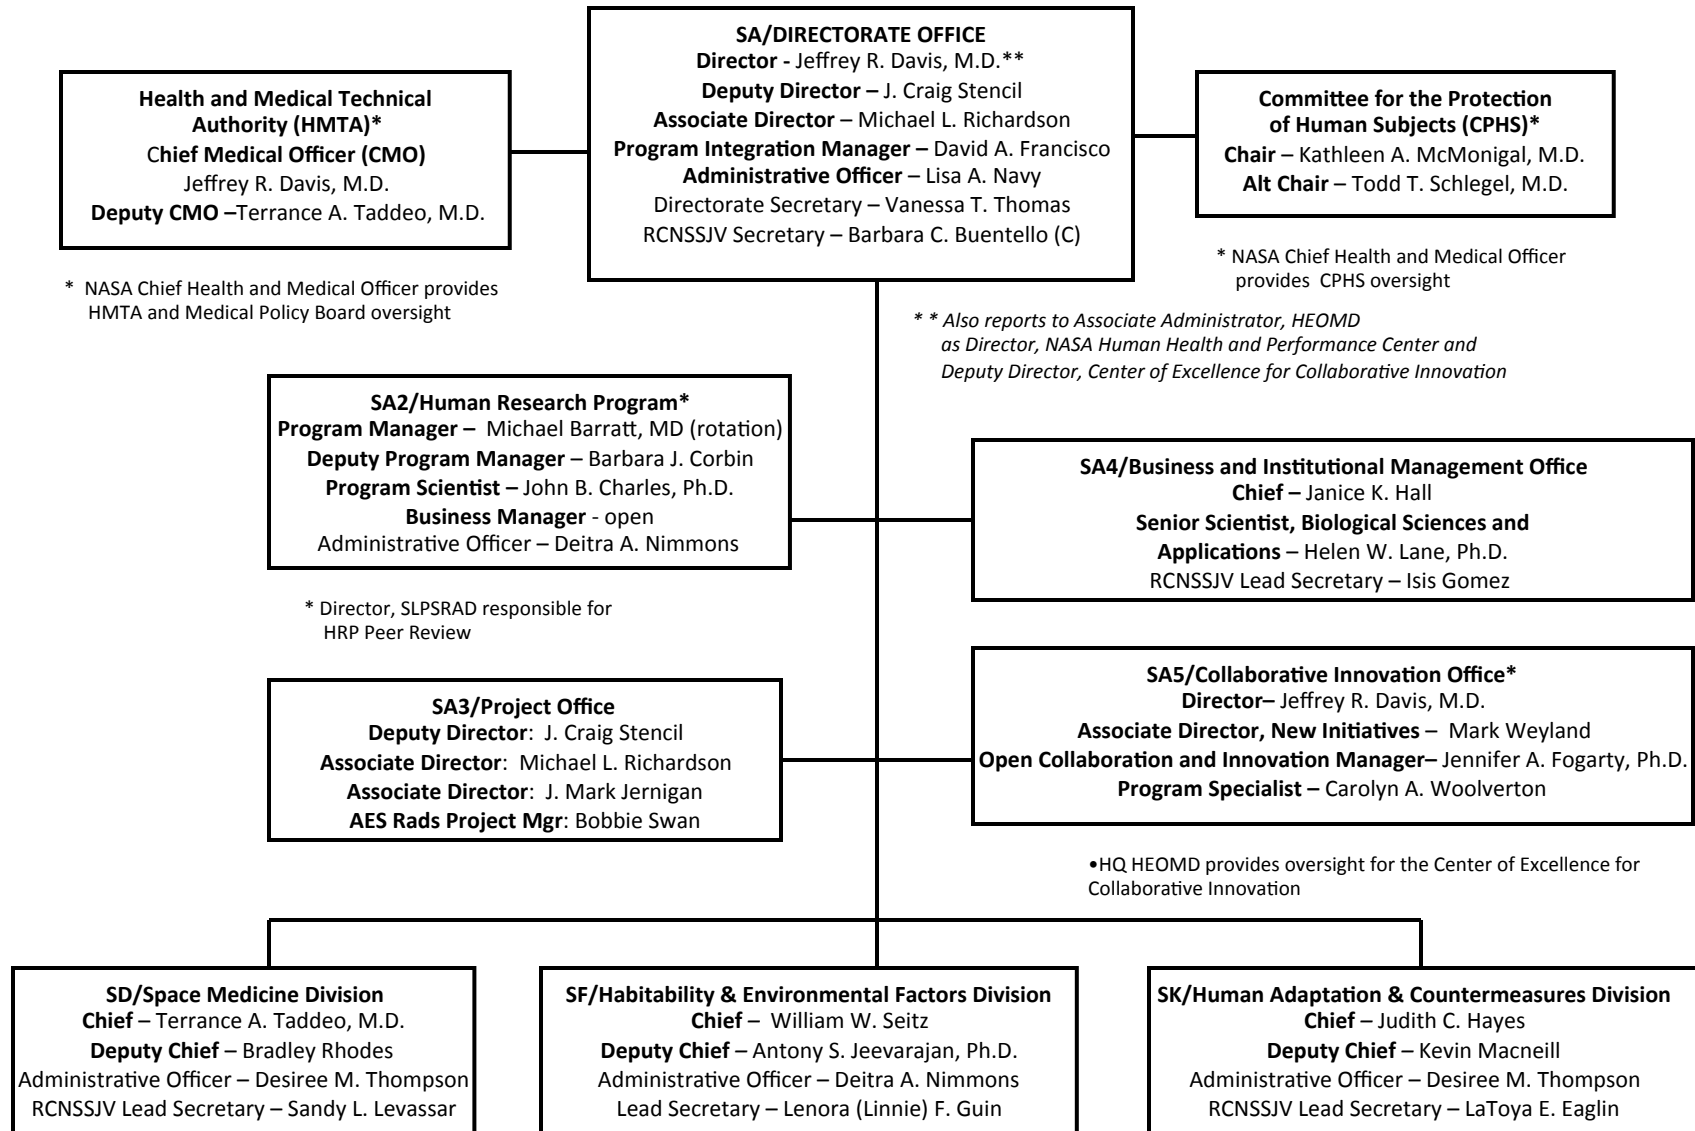 SA/DIRECTORATE OFFICE
Director - Jeffrey R. Davis, M.D.**
Deputy Director – J. Craig Stencil
Associate Director – Michael L. Richardson
Program Integration Manager – David A. Francisco
Administrative Officer – Lisa A. Navy
Directorate Secretary – Vanessa T. Thomas
RCNSSJV Secretary – Barbara C. Buentello (C)
Health and Medical Technical
Authority (HMTA)*
Chief Medical Officer (CMO)
Jeffrey R. Davis, M.D.
Deputy CMO –Terrance A. Taddeo, M.D.
Committee for the Protection
of Human Subjects (CPHS)*
Chair – Kathleen A. McMonigal, M.D.
Alt Chair – Todd T. Schlegel, M.D.
* NASA Chief Health and Medical Officer provides
HMTA and Medical Policy Board oversight
* NASA Chief Health and Medical Officer
provides CPHS oversight
* * Also reports to Associate Administrator, HEOMD
as Director, NASA Human Health and Performance Center and
Deputy Director, Center of Excellence for Collaborative Innovation
SA2/Human Research Program*
Program Manager – Michael Barratt, MD (rotation)
Deputy Program Manager – Barbara J. Corbin
Program Scientist – John B. Charles, Ph.D.
Business Manager - open
Administrative Officer – Deitra A. Nimmons
* Director, SLPSRAD responsible for
HRP Peer Review
SA4/Business and Institutional Management Office
Chief – Janice K. Hall
Senior Scientist, Biological Sciences and
Applications – Helen W. Lane, Ph.D.
RCNSSJV Lead Secretary – Isis Gomez
SA3/Project Office
Deputy Director: J. Craig Stencil
Associate Director: Michael L. Richardson
Associate Director: J. Mark Jernigan
AES Rads Project Mgr: Bobbie Swan
SA5/Collaborative Innovation Office*
Director– Jeffrey R. Davis, M.D.
Associate Director, New Initiatives – Mark Weyland
Open Collaboration and Innovation Manager– Jennifer A. Fogarty, Ph.D.
Program Specialist – Carolyn A. Woolverton
•HQ HEOMD provides oversight for the Center of Excellence for
Collaborative Innovation
SD/Space Medicine Division
Chief – Terrance A. Taddeo, M.D.
Deputy Chief – Bradley Rhodes
Administrative Officer – Desiree M. Thompson
RCNSSJV Lead Secretary – Sandy L. Levassar
SF/Habitability & Environmental Factors Division
Chief – William W. Seitz
Deputy Chief – Antony S. Jeevarajan, Ph.D.
Administrative Officer – Deitra A. Nimmons
Lead Secretary – Lenora (Linnie) F. Guin
SK/Human Adaptation & Countermeasures Division
Chief – Judith C. Hayes
Deputy Chief – Kevin Macneill
Administrative Officer – Desiree M. Thompson
RCNSSJV Lead Secretary – LaToya E. Eaglin